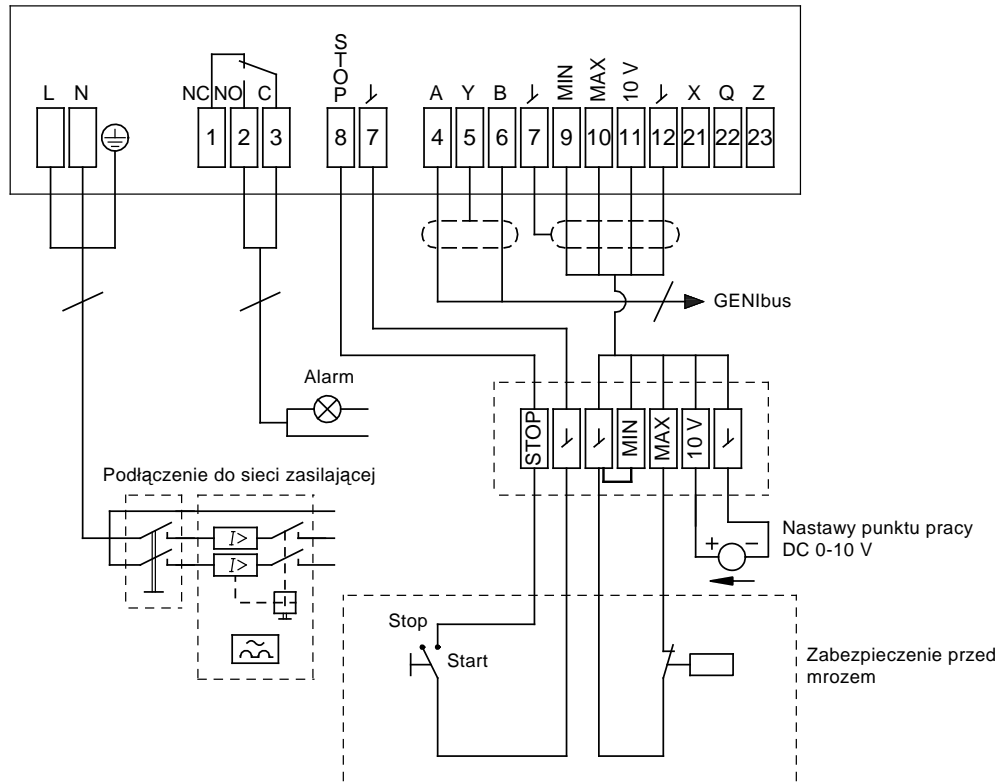 L N
NC NO C
STOP
A Y B
MIN
MAX
10 V
X Q Z
1 2 3
8 7
4 5 6 7 9 10 11 12 21 22 23
GENIbus
Alarm
STOP
MIN
MAX
10 V
Podłączenie do sieci zasilającej
I>
I>
+ −
Nastawy punktu pracy
DC 0-10 V
Stop
Start
Zabezpieczenie przed
mrozem